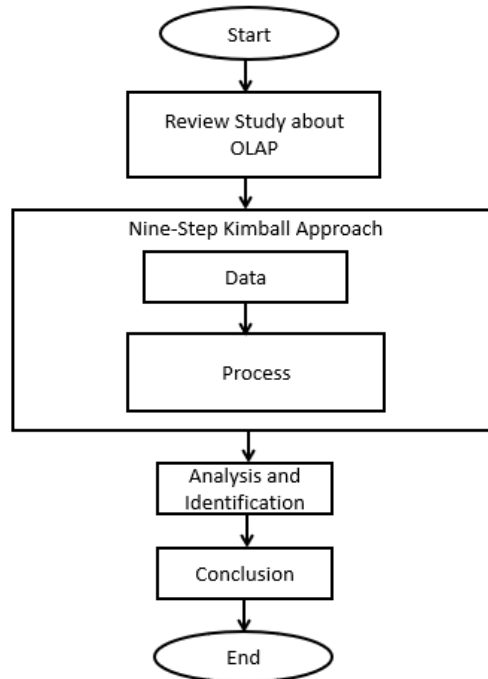 Start
Review Study about
OLAP
Nine-Step Kimball Approach
Data
Process
Analysis and
Identification
Conclusion
End